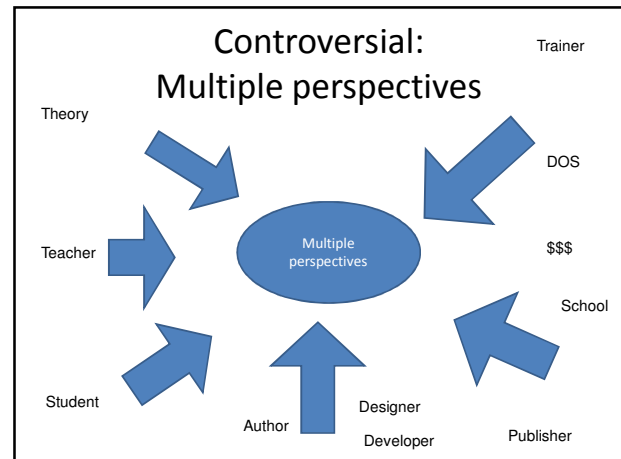 Controversial:
Multiple perspectives
Trainer
Theory
DOS
Teacher
Multiple
perspectives
$$$
School
Student
Author
Designer
Developer
Publisher